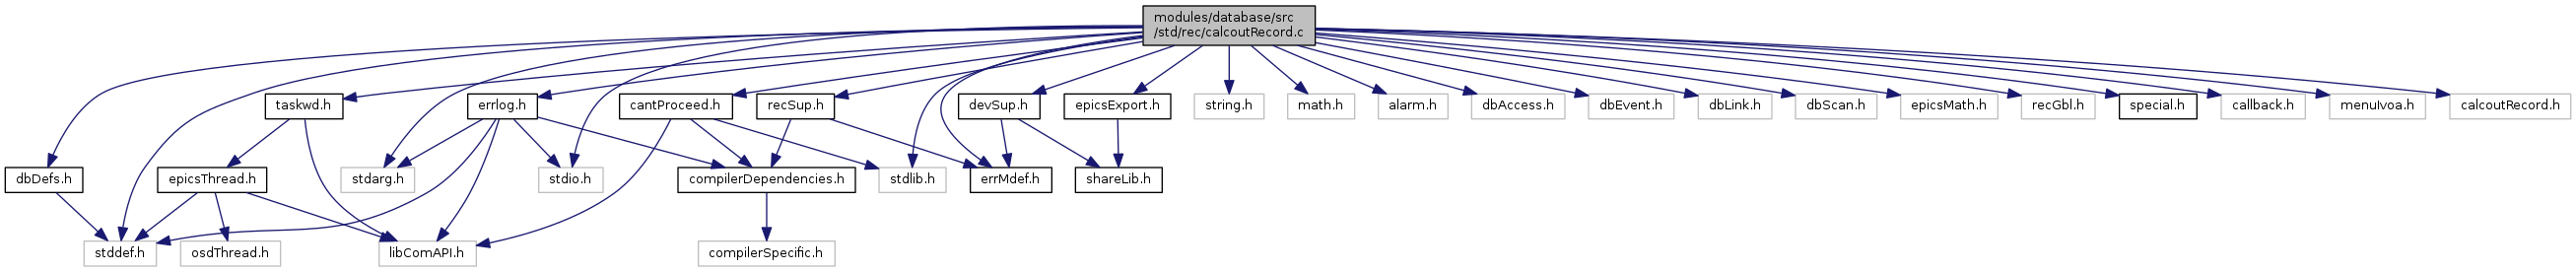 modules/database/src
/std/rec/calcoutRecord.c
taskwd.h
errlog.h
cantProceed.h
recSup.h
devSup.h
epicsExport.h
string.h
math.h
alarm.h
dbAccess.h
dbEvent.h
dbLink.h
dbScan.h
epicsMath.h
recGbl.h
special.h
callback.h
menuIvoa.h
calcoutRecord.h
dbDefs.h
epicsThread.h
stdarg.h
stdio.h
compilerDependencies.h
stdlib.h
errMdef.h
shareLib.h
stddef.h
osdThread.h
libComAPI.h
compilerSpecific.h